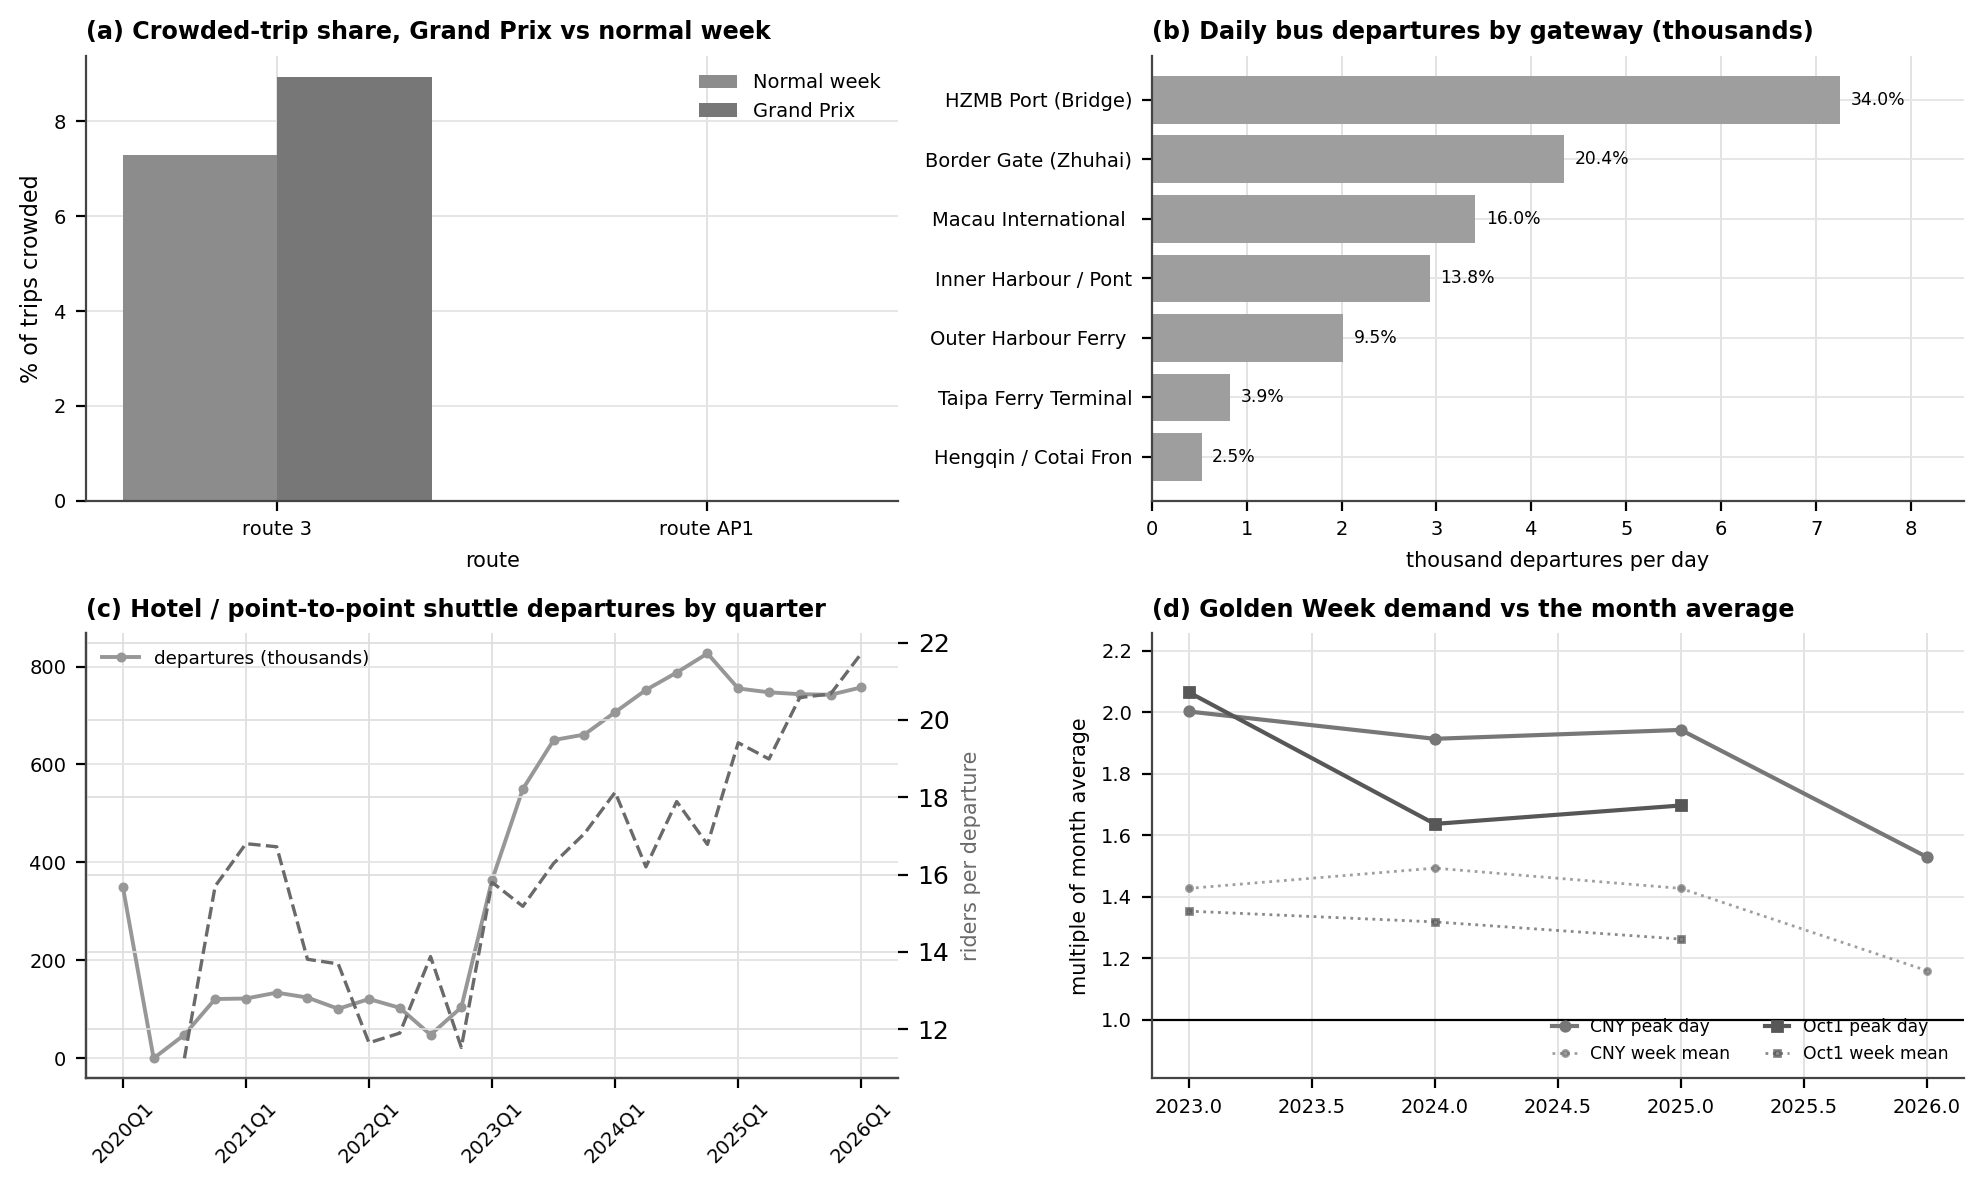 (a) Crowded-trip share, Grand Prix vs normal week
% of trips crowded
8
6
4
2
0
Normal week
Grand Prix
route 3
route AP1
route
(b) Daily bus departures by gateway (thousands)
HZMB Port (Bridge)
34.0%
Border Gate (Zhuhai)
20.4%
Macau International
16.0%
Inner Harbour / Pont
13.8%
Outer Harbour Ferry
9.5%
Taipa Ferry Terminal
3.9%
Hengqin / Cotai Fron
2.5%
0 1 2 3 4 5 6 7 8
thousand departures per day
(c) Hotel / point-to-point shuttle departures by quarter
departures (thousands)
800
600
400
200
0
22
20
18
16
14
12
riders per departure
2020Q1 2021Q1 2022Q1 2023Q1 2024Q1 2025Q1 2026Q1
(d) Golden Week demand vs the month average
multiple of month average
2.2
2.0
1.8
1.6
1.4
1.2
1.0
CNY peak day
CNY week mean
Oct1 peak day
Oct1 week mean
2023.0 2023.5 2024.0 2024.5 2025.0 2025.5 2026.0